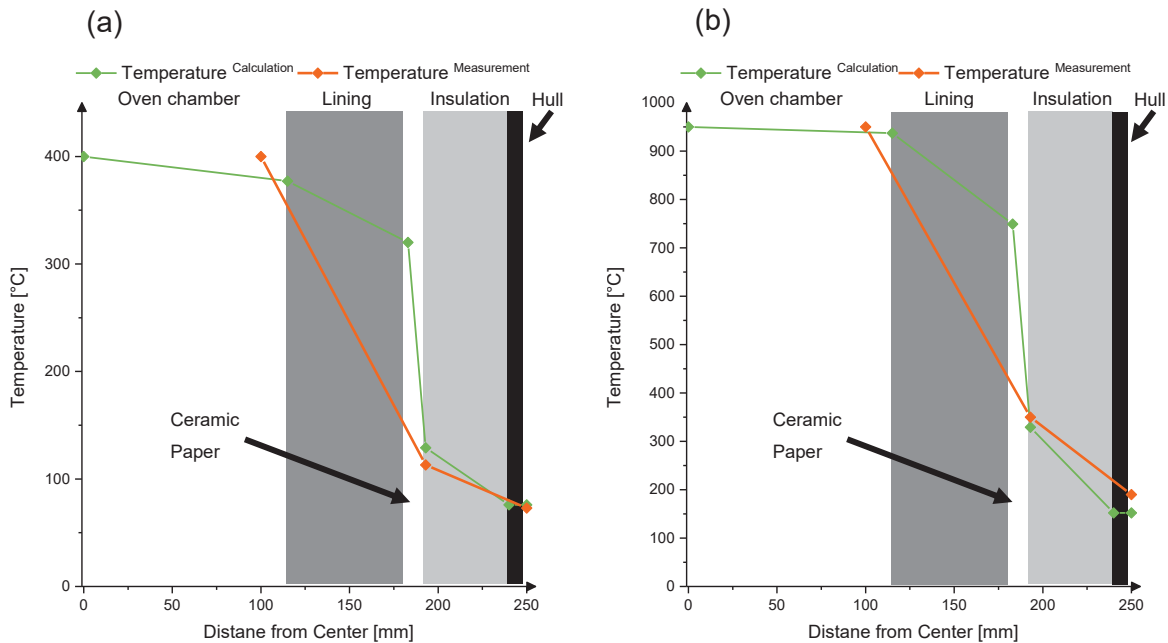 (a)
Temperature Calculation Temperature Measurement
Oven chamber Lining Insulation Hull
400
300
200
100
0
Temperature [°C]
Ceramic
Paper
0 50 100 150 200 250
Distane from Center [mm]
(b)
Temperature Calculation Temperature Measurement
Oven chamber Lining Insulation Hull
1000
900
800
700
600
500
400
300
200
100
0
Temperature [°C]
Ceramic
Paper
0 50 100 150 200 250
Distane from Center [mm]